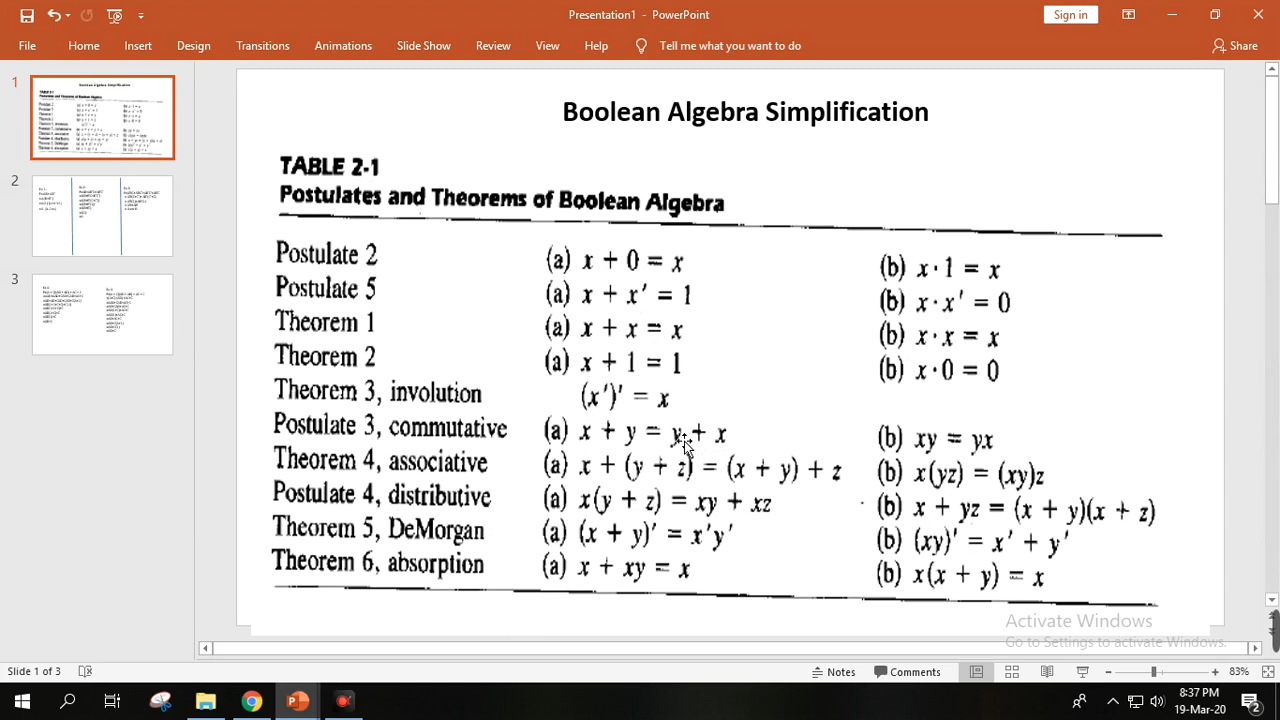 Presentation1 - PowerPoint
Sign in
File Home Insert Design Transitions Animations Slide Show Review View Help Tell me what you want to do Share
1
2
3
Boolean Algebra Simplification
TABLE 2-1
Postulates and Theorems of Boolean Algebra
Postulate 2 (a) x + 0 = x (b) x · 1 = x
Postulate 5 (a) x + x′ = 1 (b) x · x′ = 0
Theorem 1 (a) x + x = x (b) x · x = x
Theorem 2 (a) x + 1 = 1 (b) x · 0 = 0
Theorem 3, involution (x′)′ = x
Postulate 3, commutative (a) x + y = y + x (b) xy = yx
Theorem 4, associative (a) x + (y + z) = (x + y) + z (b) x(yz) = (xy)z
Postulate 4, distributive (a) x(y + z) = xy + xz (b) x + yz = (x + y)(x + z)
Theorem 5, DeMorgan (a) (x + y)′ = x′y′ (b) (xy)′ = x′ + y′
Theorem 6, absorption (a) x + xy = x (b) x(x + y) = x
Activate Windows
Go to Settings to activate Windows.
Slide 1 of 3 Notes Comments 83%
8:37 PM
19-Mar-20
2